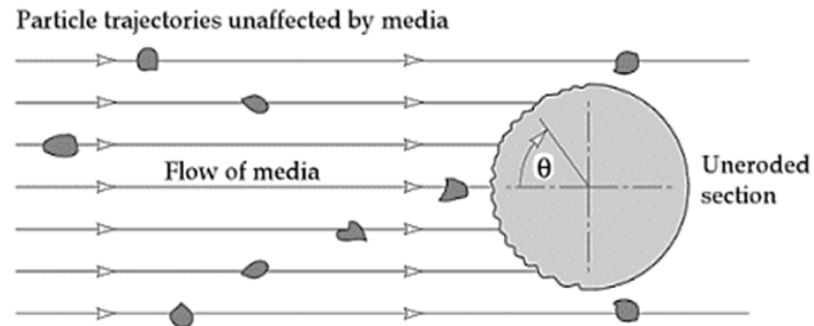 Particle trajectories unaffected by media
Flow of media
θ
Uneroded
section